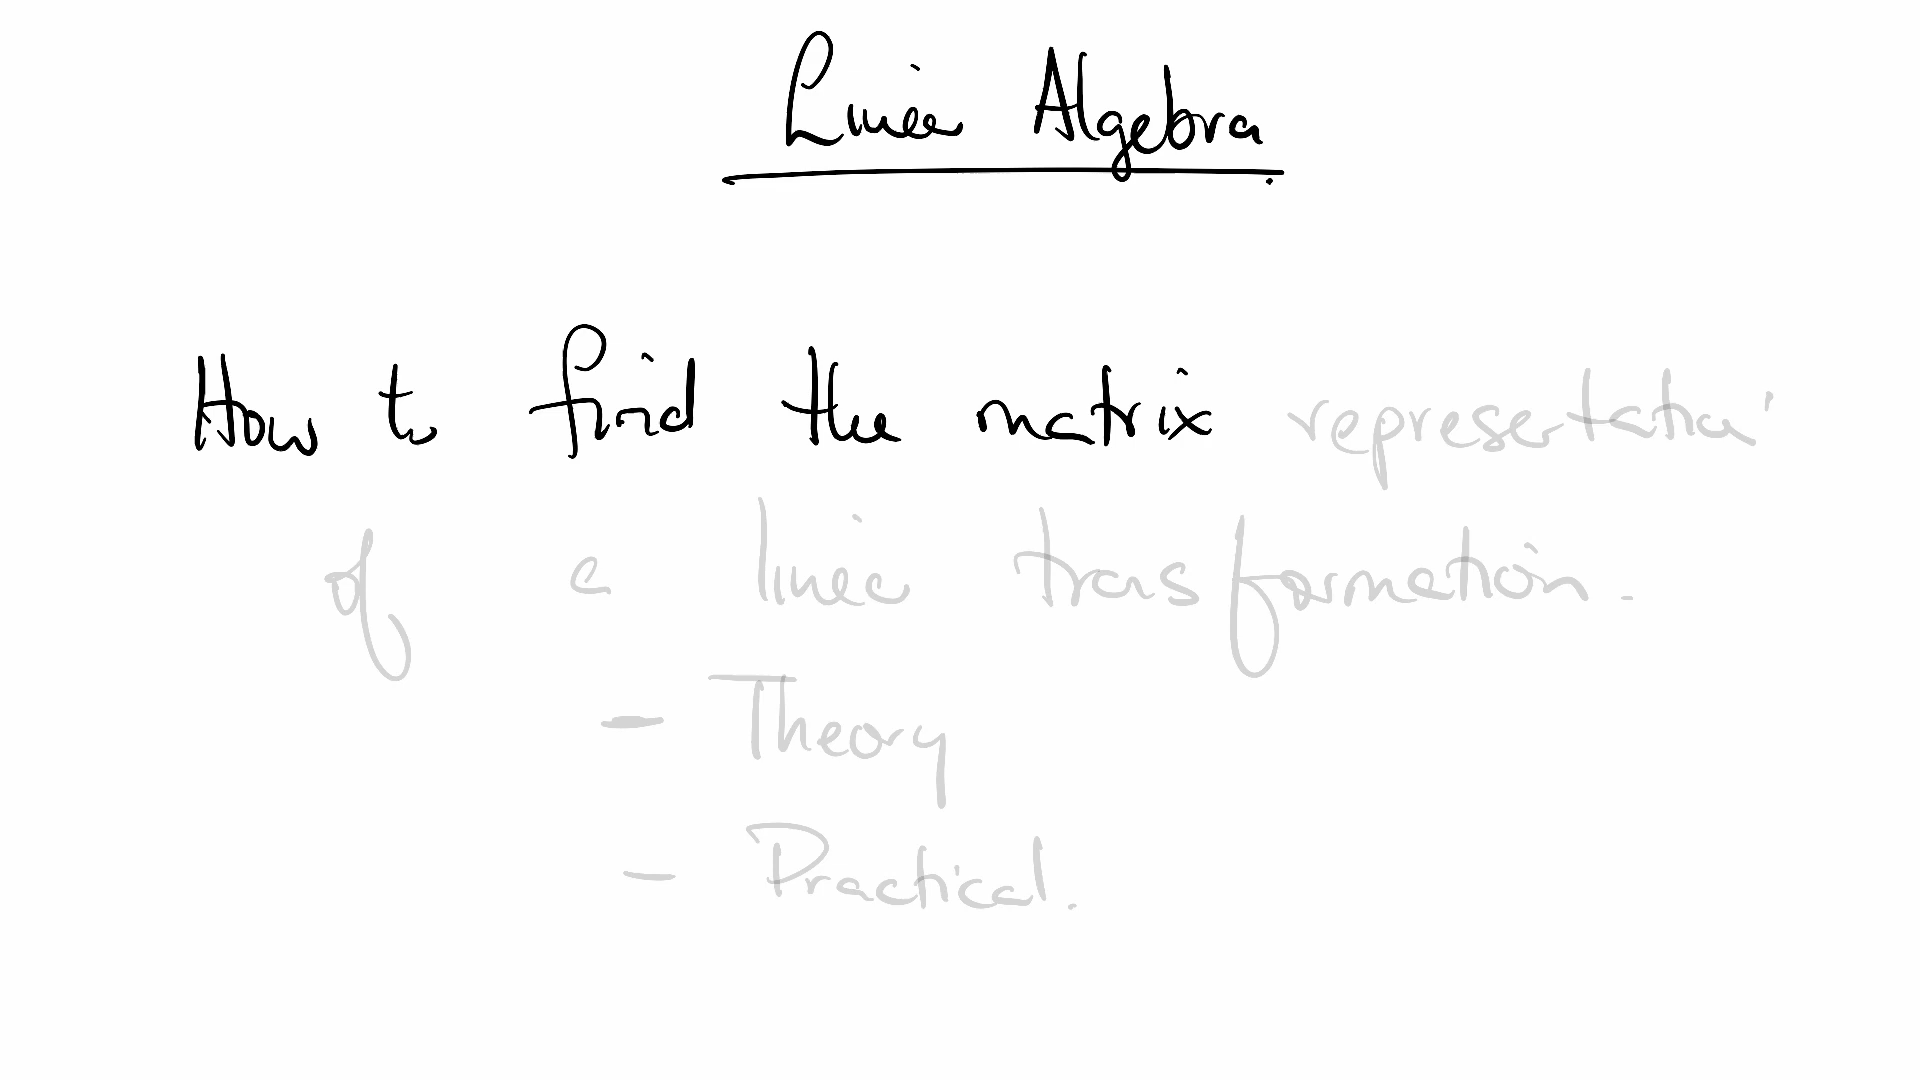 Linear Algebra
How to find the matrix representation
of a linear transformation.
- Theory
- Practical.